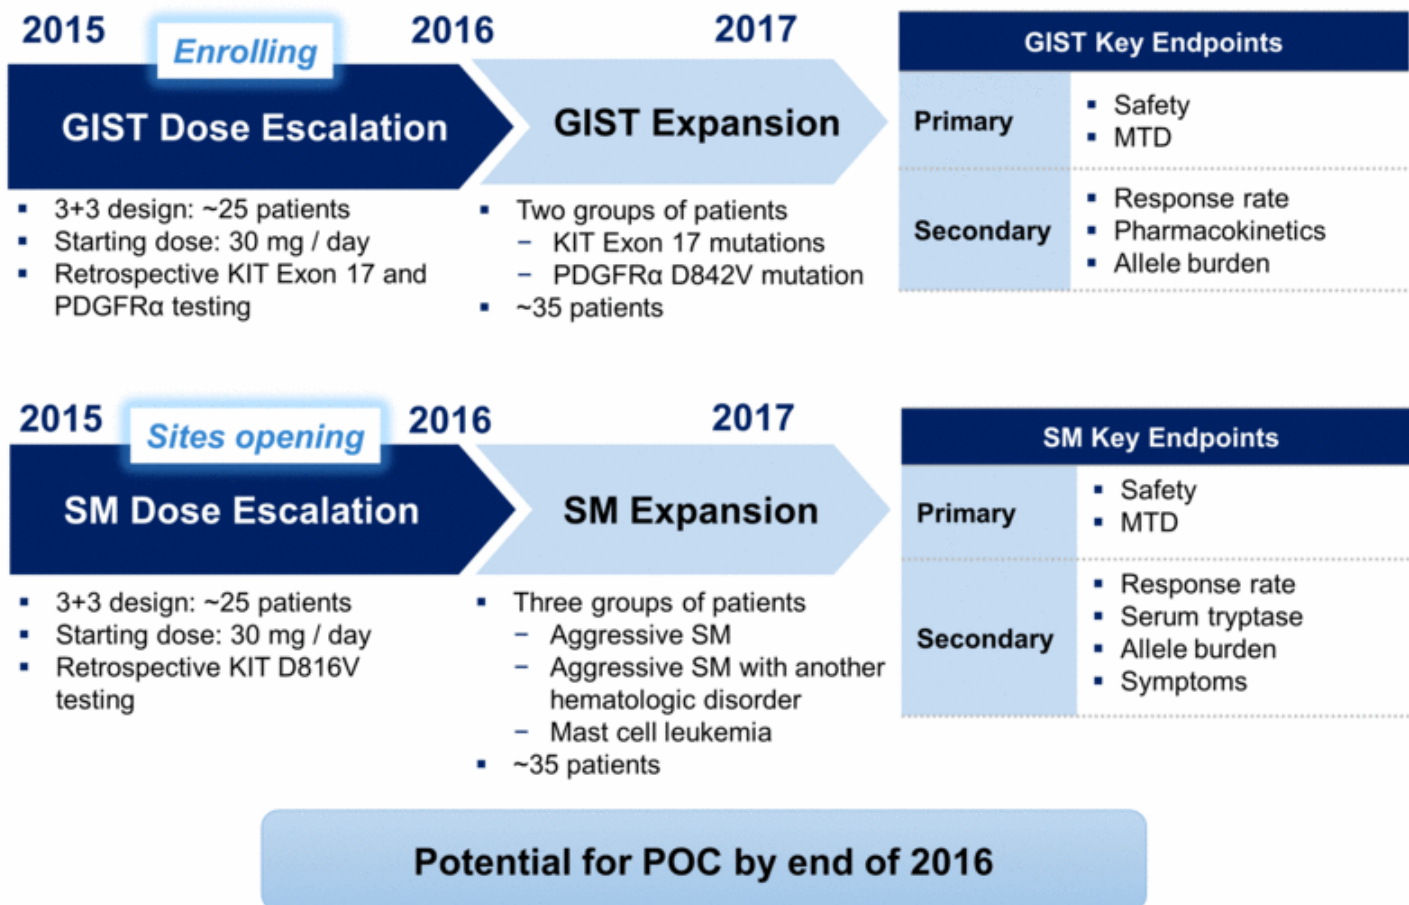 2015
Enrolling
2016
2017
GIST Dose Escalation
GIST Expansion
▪ 3+3 design: ~25 patients
▪ Starting dose: 30 mg / day
▪ Retrospective KIT Exon 17 and
PDGFRα testing
▪ Two groups of patients
− KIT Exon 17 mutations
− PDGFRα D842V mutation
▪ ~35 patients
GIST Key Endpoints
Primary
▪ Safety
▪ MTD
Secondary
▪ Response rate
▪ Pharmacokinetics
▪ Allele burden
2015
Sites opening
2016
2017
SM Dose Escalation
SM Expansion
▪ 3+3 design: ~25 patients
▪ Starting dose: 30 mg / day
▪ Retrospective KIT D816V
testing
▪ Three groups of patients
− Aggressive SM
− Aggressive SM with another
hematologic disorder
− Mast cell leukemia
▪ ~35 patients
SM Key Endpoints
Primary
▪ Safety
▪ MTD
Secondary
▪ Response rate
▪ Serum tryptase
▪ Allele burden
▪ Symptoms
Potential for POC by end of 2016